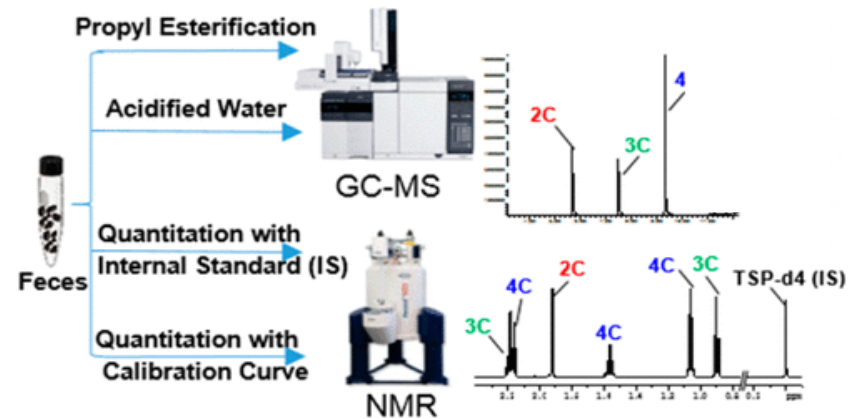 Propyl Esterification
Acidified Water
GC-MS
2C
3C
4
Feces
Quantitation with
Internal Standard (IS)
Quantitation with
Calibration Curve
NMR
3C
4C
2C
4C
4C
3C
TSP-d4 (IS)